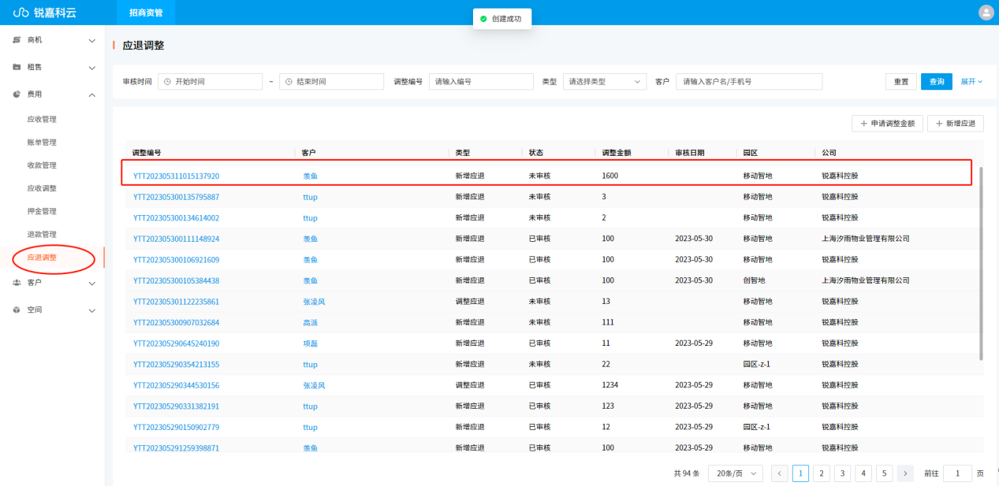 锐嘉科云
招商资管
创建成功
商机
租售
费用
应收管理
账单管理
收款管理
应收调整
押金管理
退款管理
应退调整
客户
空间
应退调整
审核时间 开始时间 ~ 结束时间 调整编号 请输入编号 类型 请选择类型 客户 请输入客户名/手机号 重置 查询 展开
+ 申请调整金额 + 新增应退
调整编号 客户 类型 状态 调整金额 审核日期 园区 公司
YTT202305311015137920 羡鱼 新增应退 未审核 1600 移动智地 锐嘉科控股
YTT202305300135795887 ttup 新增应退 未审核 3 移动智地 锐嘉科控股
YTT202305300134614002 ttup 新增应退 未审核 2 移动智地 锐嘉科控股
YTT202305300111148924 羡鱼 新增应退 已审核 100 2023-05-30 移动智地 上海汐雨物业管理有限公司
YTT202305300106921609 羡鱼 新增应退 已审核 100 2023-05-30 移动智地 锐嘉科控股
YTT202305300105384438 羡鱼 新增应退 已审核 100 2023-05-30 创智地 上海汐雨物业管理有限公司
YTT202305301122235861 张凌风 调整应退 未审核 13 移动智地 锐嘉科控股
YTT202305300907032684 高派 新增应退 未审核 111 移动智地 锐嘉科控股
YTT202305290645240190 项磊 新增应退 已审核 11 2023-05-29 移动智地 锐嘉科控股
YTT202305290354213155 ttup 新增应退 未审核 22 园区-z-1 锐嘉科控股
YTT202305290344530156 张凌风 调整应退 已审核 1234 2023-05-29 移动智地 锐嘉科控股
YTT202305290331382191 ttup 新增应退 已审核 123 2023-05-29 移动智地 锐嘉科控股
YTT202305290150902779 ttup 新增应退 已审核 12 2023-05-29 园区-z-1 锐嘉科控股
YTT202305291259398871 羡鱼 新增应退 已审核 100 2023-05-29 移动智地 锐嘉科控股
共 94 条 20条/页 < 1 2 3 4 5 > 前往 1 页